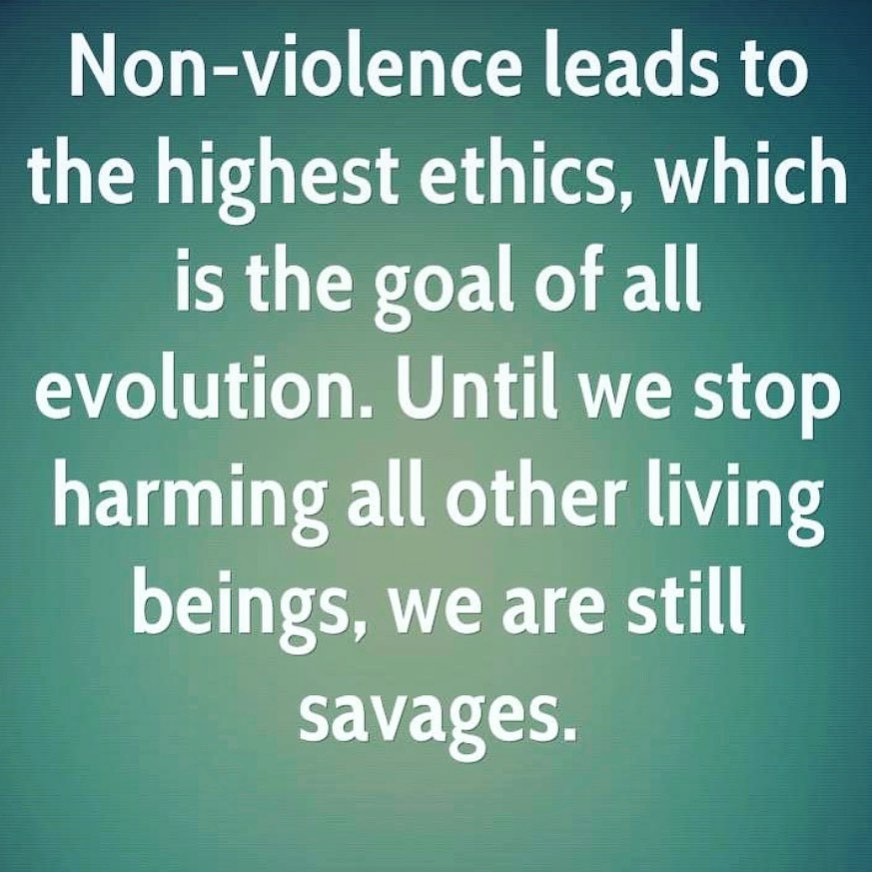 Non-violence leads to
the highest ethics, which
is the goal of all
evolution. Until we stop
harming all other living
beings, we are still
savages.